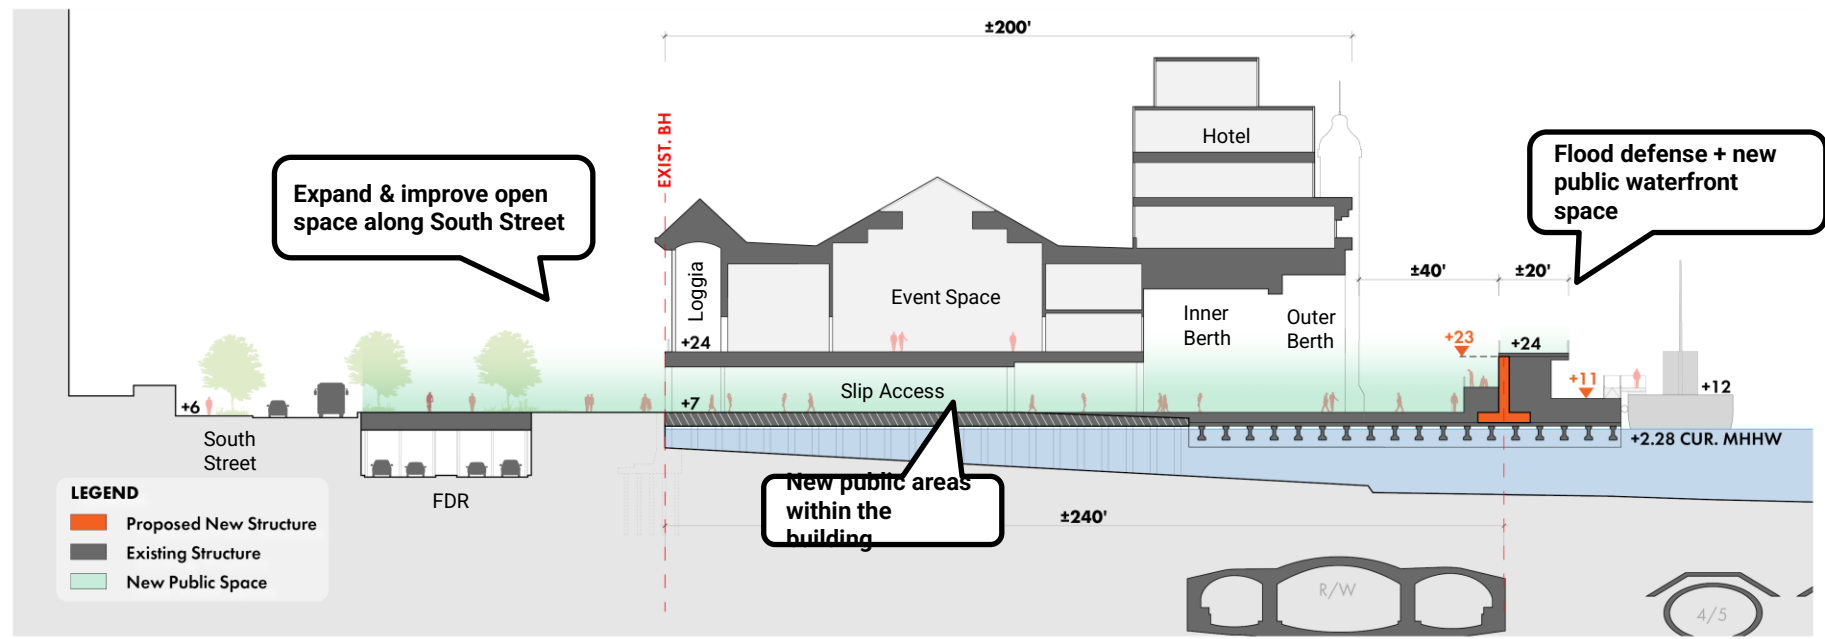 ±200'
EXIST. BH
Hotel
Expand & improve open
space along South Street
Flood defense + new
public waterfront
space
±40'
±20'
Loggia
Event Space
Inner
Berth
Outer
Berth
+24
+23
+24
+11
+12
Slip Access
+6
+7
South
Street
+2.28 CUR. MHHW
FDR
New public areas
within the
building
±240'
LEGEND
Proposed New Structure
Existing Structure
New Public Space
R/W
4/5